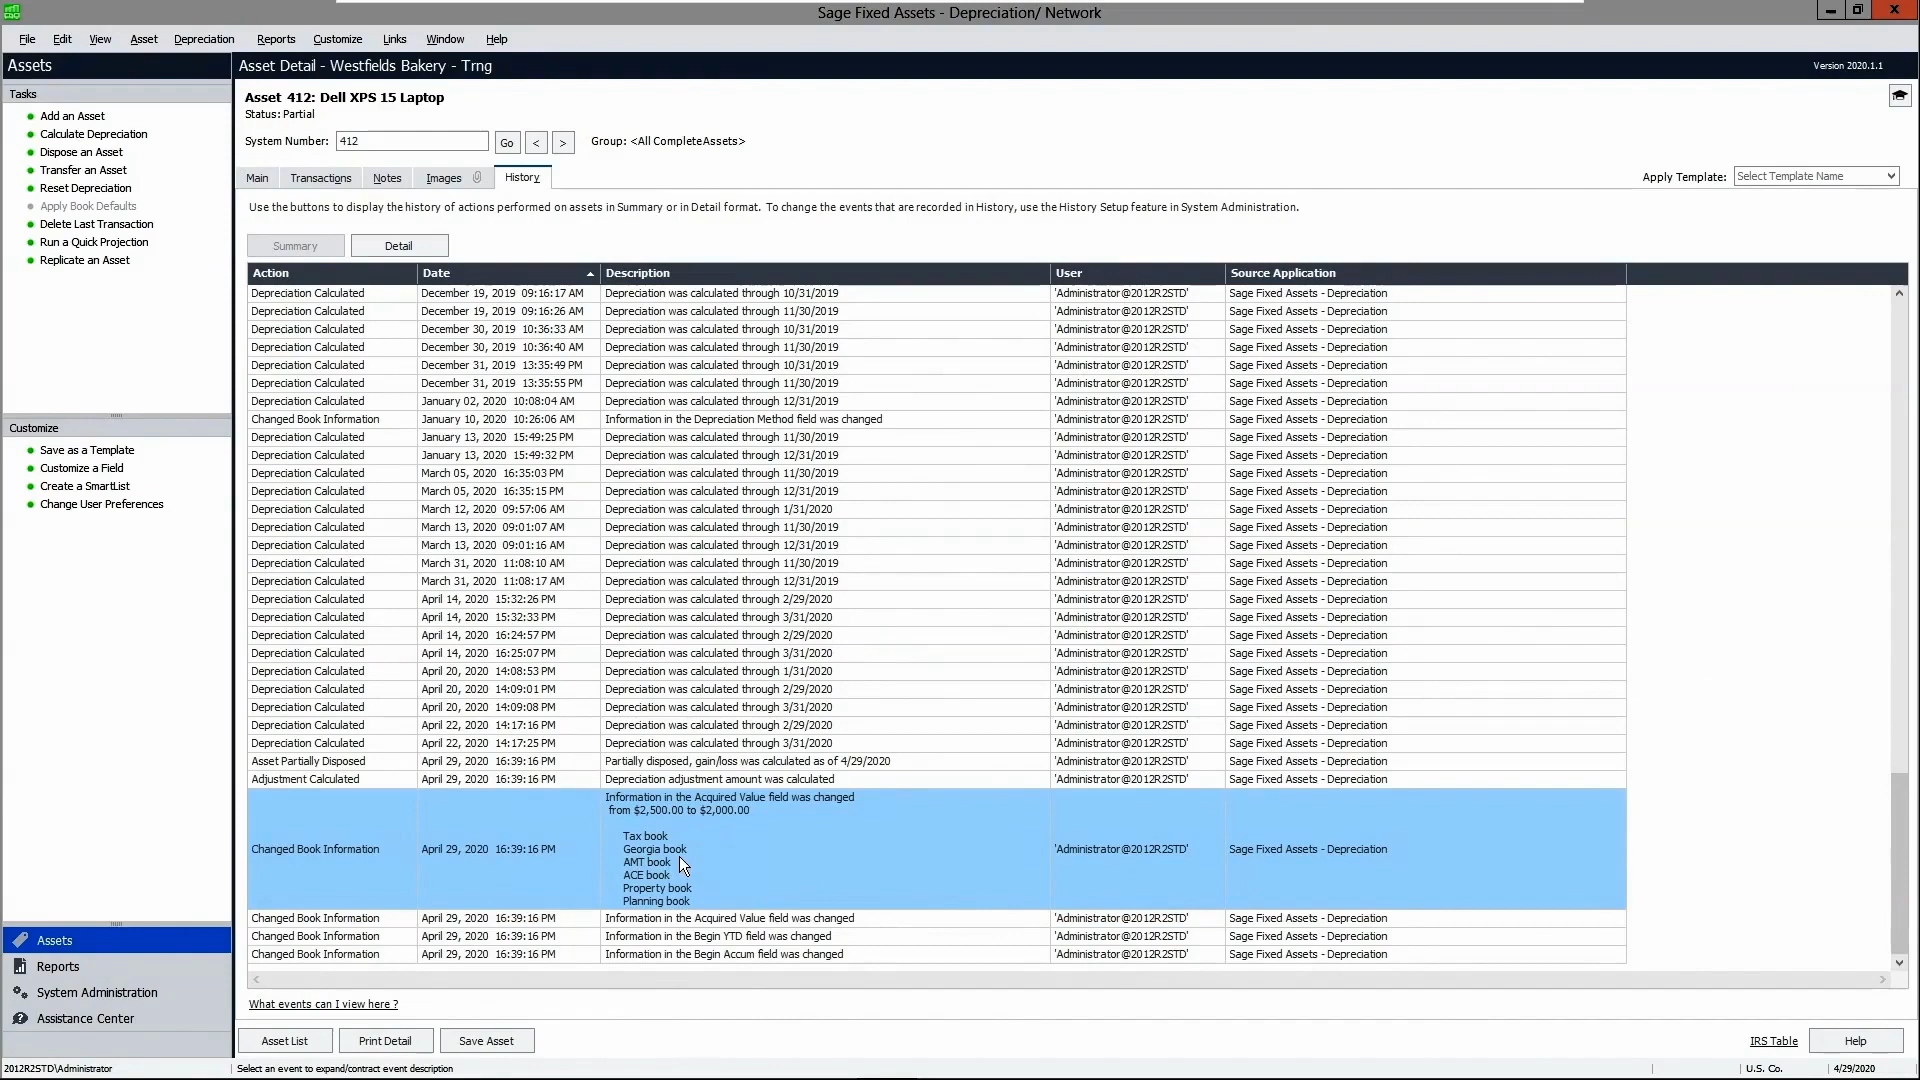 Sage Fixed Assets - Depreciation/ Network
File Edit View Asset Depreciation Reports Customize Links Window Help
Assets
Asset Detail - Westfields Bakery - Trng
Version 2020.1.1
Tasks
Add an Asset
Calculate Depreciation
Dispose an Asset
Transfer an Asset
Reset Depreciation
Apply Book Defaults
Delete Last Transaction
Run a Quick Projection
Replicate an Asset
Customize
Save as a Template
Customize a Field
Create a SmartList
Change User Preferences
Assets
Reports
System Administration
Assistance Center
Asset 412: Dell XPS 15 Laptop
Status: Partial
System Number: 412 Go < > Group: <All CompleteAssets>
Main Transactions Notes Images History
Apply Template: Select Template Name
Use the buttons to display the history of actions performed on assets in Summary or in Detail format. To change the events that are recorded in History, use the History Setup feature in System Administration.
Summary Detail
Action Date Description User Source Application
Depreciation Calculated December 19, 2019 09:16:17 AM Depreciation was calculated through 10/31/2019 'Administrator@2012R2STD' Sage Fixed Assets - Depreciation
Depreciation Calculated December 19, 2019 09:16:26 AM Depreciation was calculated through 11/30/2019 'Administrator@2012R2STD' Sage Fixed Assets - Depreciation
Depreciation Calculated December 30, 2019 10:36:33 AM Depreciation was calculated through 10/31/2019 'Administrator@2012R2STD' Sage Fixed Assets - Depreciation
Depreciation Calculated December 30, 2019 10:36:40 AM Depreciation was calculated through 11/30/2019 'Administrator@2012R2STD' Sage Fixed Assets - Depreciation
Depreciation Calculated December 31, 2019 13:35:49 PM Depreciation was calculated through 10/31/2019 'Administrator@2012R2STD' Sage Fixed Assets - Depreciation
Depreciation Calculated December 31, 2019 13:35:55 PM Depreciation was calculated through 11/30/2019 'Administrator@2012R2STD' Sage Fixed Assets - Depreciation
Depreciation Calculated January 02, 2020 10:08:04 AM Depreciation was calculated through 12/31/2019 'Administrator@2012R2STD' Sage Fixed Assets - Depreciation
Changed Book Information January 10, 2020 10:26:06 AM Information in the Depreciation Method field was changed 'Administrator@2012R2STD' Sage Fixed Assets - Depreciation
Depreciation Calculated January 13, 2020 15:49:25 PM Depreciation was calculated through 11/30/2019 'Administrator@2012R2STD' Sage Fixed Assets - Depreciation
Depreciation Calculated January 13, 2020 15:49:32 PM Depreciation was calculated through 12/31/2019 'Administrator@2012R2STD' Sage Fixed Assets - Depreciation
Depreciation Calculated March 05, 2020 16:35:03 PM Depreciation was calculated through 11/30/2019 'Administrator@2012R2STD' Sage Fixed Assets - Depreciation
Depreciation Calculated March 05, 2020 16:35:15 PM Depreciation was calculated through 12/31/2019 'Administrator@2012R2STD' Sage Fixed Assets - Depreciation
Depreciation Calculated March 12, 2020 09:57:06 AM Depreciation was calculated through 1/31/2020 'Administrator@2012R2STD' Sage Fixed Assets - Depreciation
Depreciation Calculated March 13, 2020 09:01:07 AM Depreciation was calculated through 11/30/2019 'Administrator@2012R2STD' Sage Fixed Assets - Depreciation
Depreciation Calculated March 13, 2020 09:01:16 AM Depreciation was calculated through 12/31/2019 'Administrator@2012R2STD' Sage Fixed Assets - Depreciation
Depreciation Calculated March 31, 2020 11:08:10 AM Depreciation was calculated through 11/30/2019 'Administrator@2012R2STD' Sage Fixed Assets - Depreciation
Depreciation Calculated March 31, 2020 11:08:17 AM Depreciation was calculated through 12/31/2019 'Administrator@2012R2STD' Sage Fixed Assets - Depreciation
Depreciation Calculated April 14, 2020 15:32:26 PM Depreciation was calculated through 2/29/2020 'Administrator@2012R2STD' Sage Fixed Assets - Depreciation
Depreciation Calculated April 14, 2020 15:32:33 PM Depreciation was calculated through 3/31/2020 'Administrator@2012R2STD' Sage Fixed Assets - Depreciation
Depreciation Calculated April 14, 2020 16:24:57 PM Depreciation was calculated through 2/29/2020 'Administrator@2012R2STD' Sage Fixed Assets - Depreciation
Depreciation Calculated April 14, 2020 16:25:07 PM Depreciation was calculated through 3/31/2020 'Administrator@2012R2STD' Sage Fixed Assets - Depreciation
Depreciation Calculated April 20, 2020 14:08:53 PM Depreciation was calculated through 1/31/2020 'Administrator@2012R2STD' Sage Fixed Assets - Depreciation
Depreciation Calculated April 20, 2020 14:09:01 PM Depreciation was calculated through 2/29/2020 'Administrator@2012R2STD' Sage Fixed Assets - Depreciation
Depreciation Calculated April 20, 2020 14:09:08 PM Depreciation was calculated through 3/31/2020 'Administrator@2012R2STD' Sage Fixed Assets - Depreciation
Depreciation Calculated April 22, 2020 14:17:16 PM Depreciation was calculated through 2/29/2020 'Administrator@2012R2STD' Sage Fixed Assets - Depreciation
Depreciation Calculated April 22, 2020 14:17:25 PM Depreciation was calculated through 3/31/2020 'Administrator@2012R2STD' Sage Fixed Assets - Depreciation
Asset Partially Disposed April 29, 2020 16:39:16 PM Partially disposed, gain/loss was calculated as of 4/29/2020 'Administrator@2012R2STD' Sage Fixed Assets - Depreciation
Adjustment Calculated April 29, 2020 16:39:16 PM Depreciation adjustment amount was calculated 'Administrator@2012R2STD' Sage Fixed Assets - Depreciation
Information in the Acquired Value field was changed
from $2,500.00 to $2,000.00
Tax book
Changed Book Information April 29, 2020 16:39:16 PM Georgia book 'Administrator@2012R2STD' Sage Fixed Assets - Depreciation
AMT book
ACE book
Property book
Planning book
Changed Book Information April 29, 2020 16:39:16 PM Information in the Acquired Value field was changed 'Administrator@2012R2STD' Sage Fixed Assets - Depreciation
Changed Book Information April 29, 2020 16:39:16 PM Information in the Begin YTD field was changed 'Administrator@2012R2STD' Sage Fixed Assets - Depreciation
Changed Book Information April 29, 2020 16:39:16 PM Information in the Begin Accum field was changed 'Administrator@2012R2STD' Sage Fixed Assets - Depreciation
What events can I view here ?
Asset List Print Detail Save Asset IRS Table Help
2012R2STD\Administrator Select an event to expand/contract event description U.S. Co. 4/29/2020